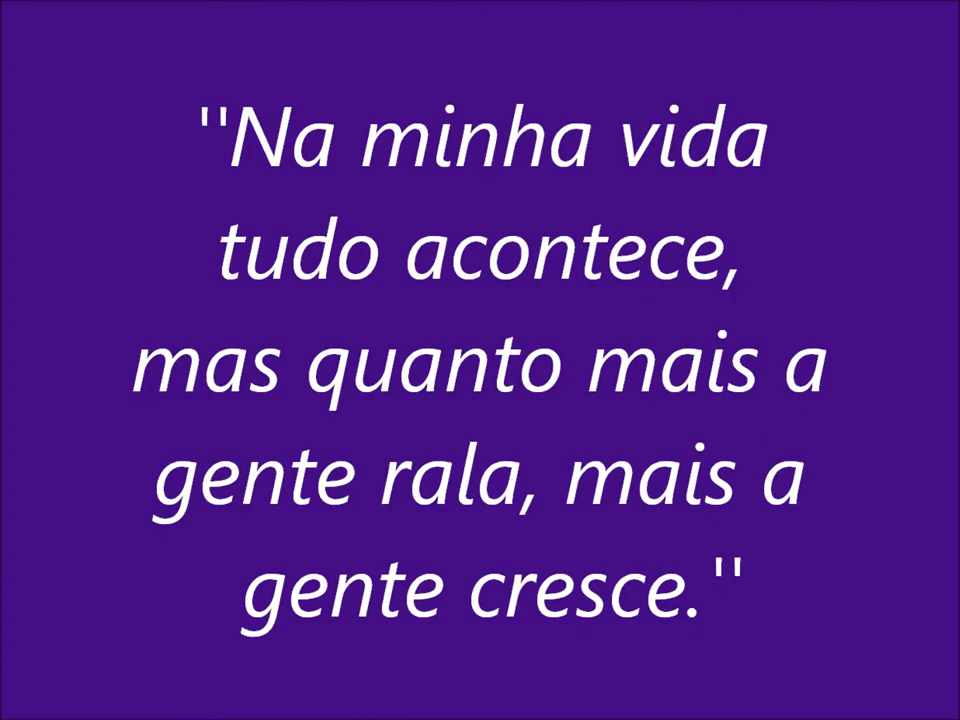 "Na minha vida
tudo acontece,
mas quanto mais a
gente rala, mais a
gente cresce."